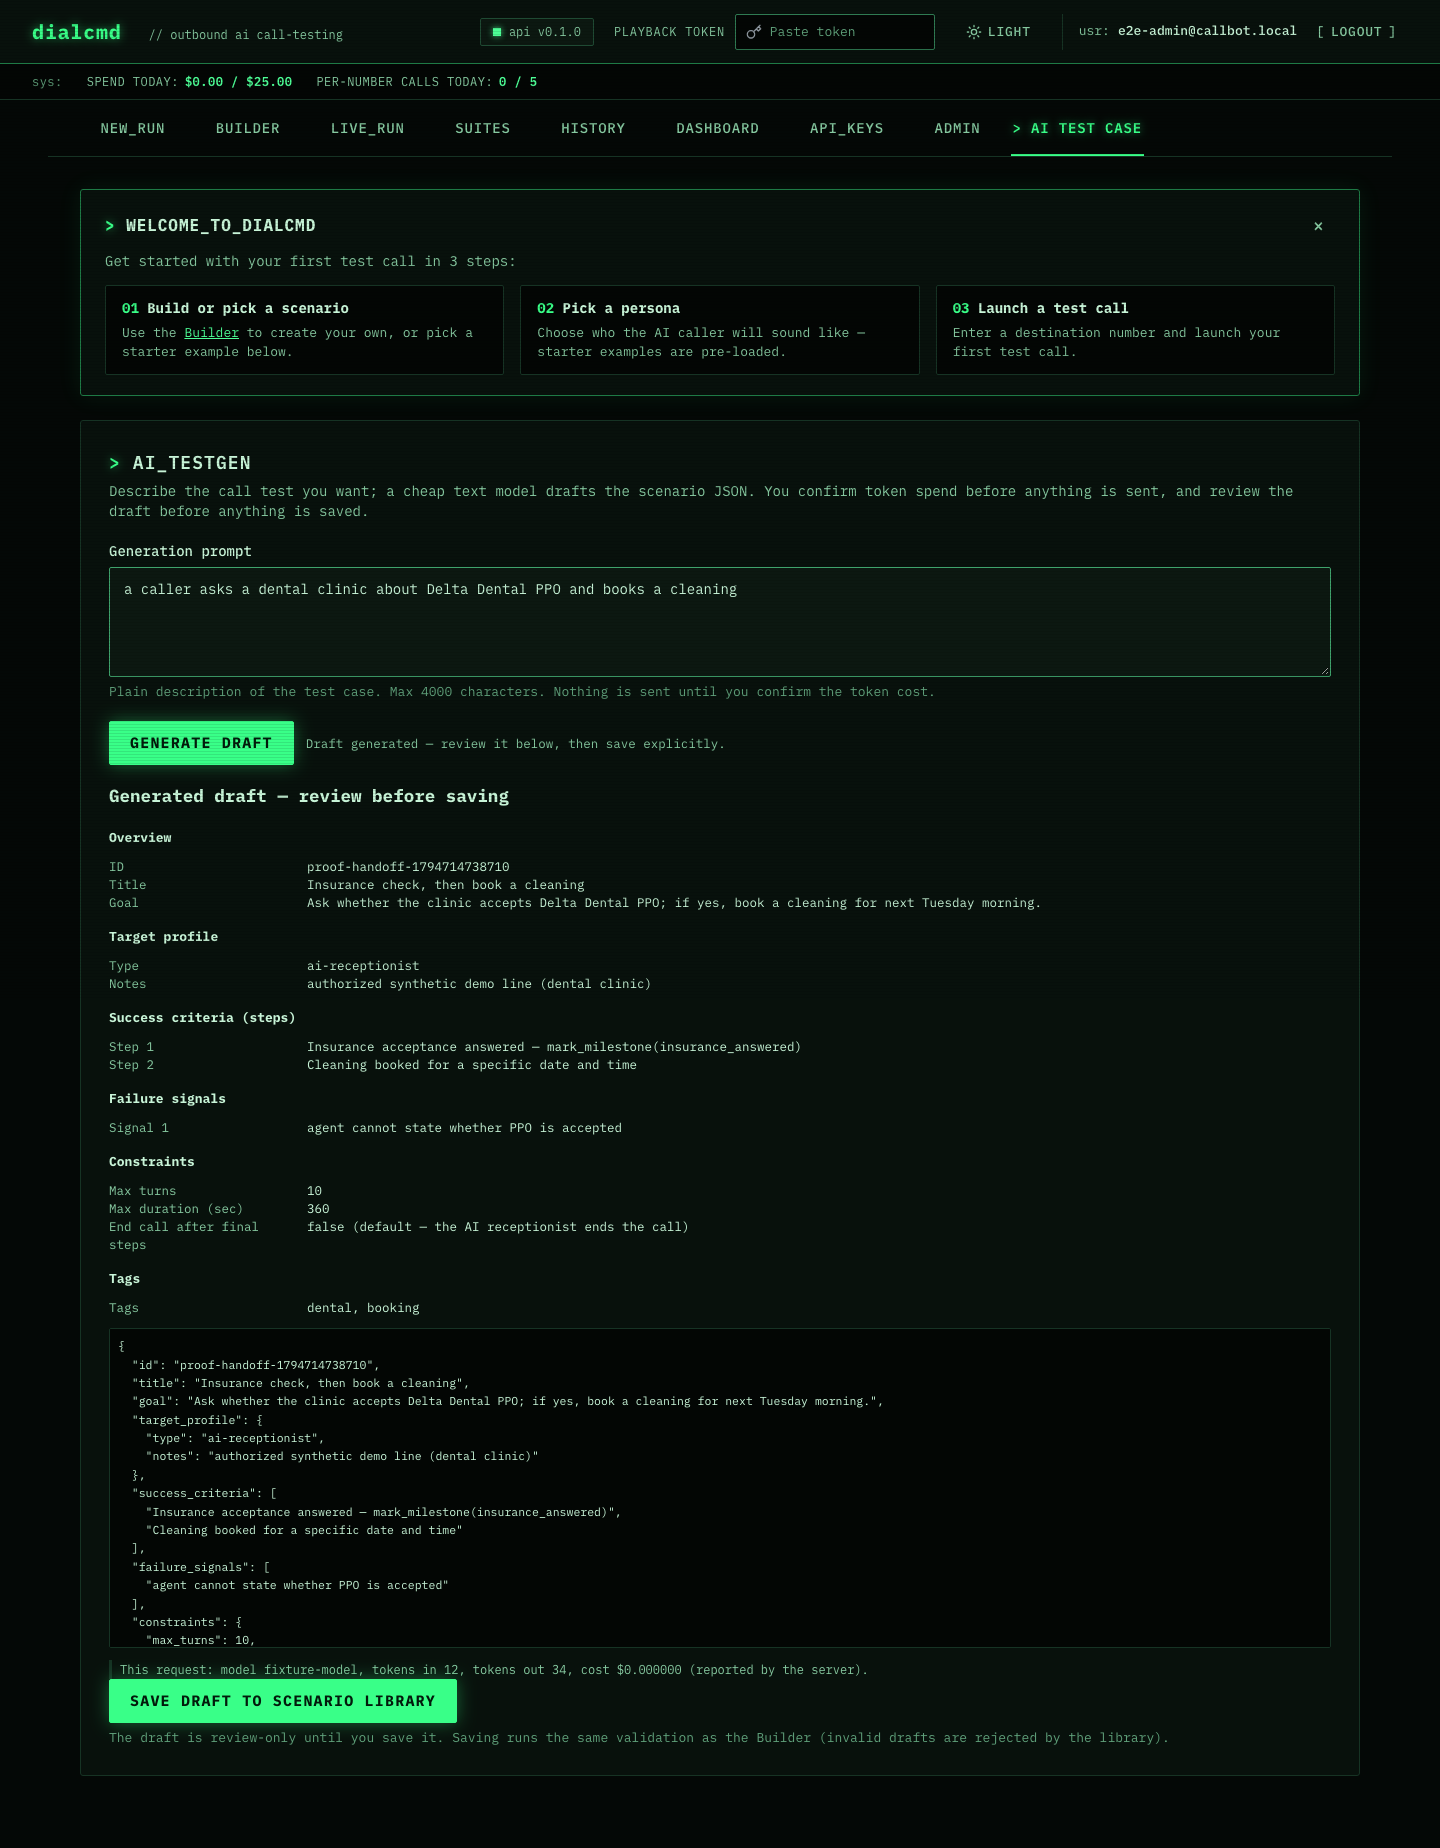 dialcmd // outbound ai call-testing api v0.1.0 PLAYBACK TOKEN Paste token LIGHT usr: e2e-admin@callbot.local [ LOGOUT ]
sys: SPEND TODAY: $0.00 / $25.00 PER-NUMBER CALLS TODAY: 0 / 5
NEW_RUN BUILDER LIVE_RUN SUITES HISTORY DASHBOARD API_KEYS ADMIN > AI TEST CASE
> WELCOME_TO_DIALCMD ×
Get started with your first test call in 3 steps:
01 Build or pick a scenario
Use the Builder to create your own, or pick a
starter example below.
02 Pick a persona
Choose who the AI caller will sound like —
starter examples are pre-loaded.
03 Launch a test call
Enter a destination number and launch your
first test call.
> AI_TESTGEN
Describe the call test you want; a cheap text model drafts the scenario JSON. You confirm token spend before anything is sent, and review the
draft before anything is saved.
Generation prompt
a caller asks a dental clinic about Delta Dental PPO and books a cleaning
Plain description of the test case. Max 4000 characters. Nothing is sent until you confirm the token cost.
GENERATE DRAFT Draft generated — review it below, then save explicitly.
Generated draft — review before saving
Overview
ID proof-handoff-1794714738710
Title Insurance check, then book a cleaning
Goal Ask whether the clinic accepts Delta Dental PPO; if yes, book a cleaning for next Tuesday morning.
Target profile
Type ai-receptionist
Notes authorized synthetic demo line (dental clinic)
Success criteria (steps)
Step 1 Insurance acceptance answered — mark_milestone(insurance_answered)
Step 2 Cleaning booked for a specific date and time
Failure signals
Signal 1 agent cannot state whether PPO is accepted
Constraints
Max turns 10
Max duration (sec) 360
End call after final false (default — the AI receptionist ends the call)
steps
Tags
Tags dental, booking
{
"id": "proof-handoff-1794714738710",
"title": "Insurance check, then book a cleaning",
"goal": "Ask whether the clinic accepts Delta Dental PPO; if yes, book a cleaning for next Tuesday morning.",
"target_profile": {
"type": "ai-receptionist",
"notes": "authorized synthetic demo line (dental clinic)"
},
"success_criteria": [
"Insurance acceptance answered — mark_milestone(insurance_answered)",
"Cleaning booked for a specific date and time"
],
"failure_signals": [
"agent cannot state whether PPO is accepted"
],
"constraints": {
"max_turns": 10,
This request: model fixture-model, tokens in 12, tokens out 34, cost $0.000000 (reported by the server).
SAVE DRAFT TO SCENARIO LIBRARY
The draft is review-only until you save it. Saving runs the same validation as the Builder (invalid drafts are rejected by the library).